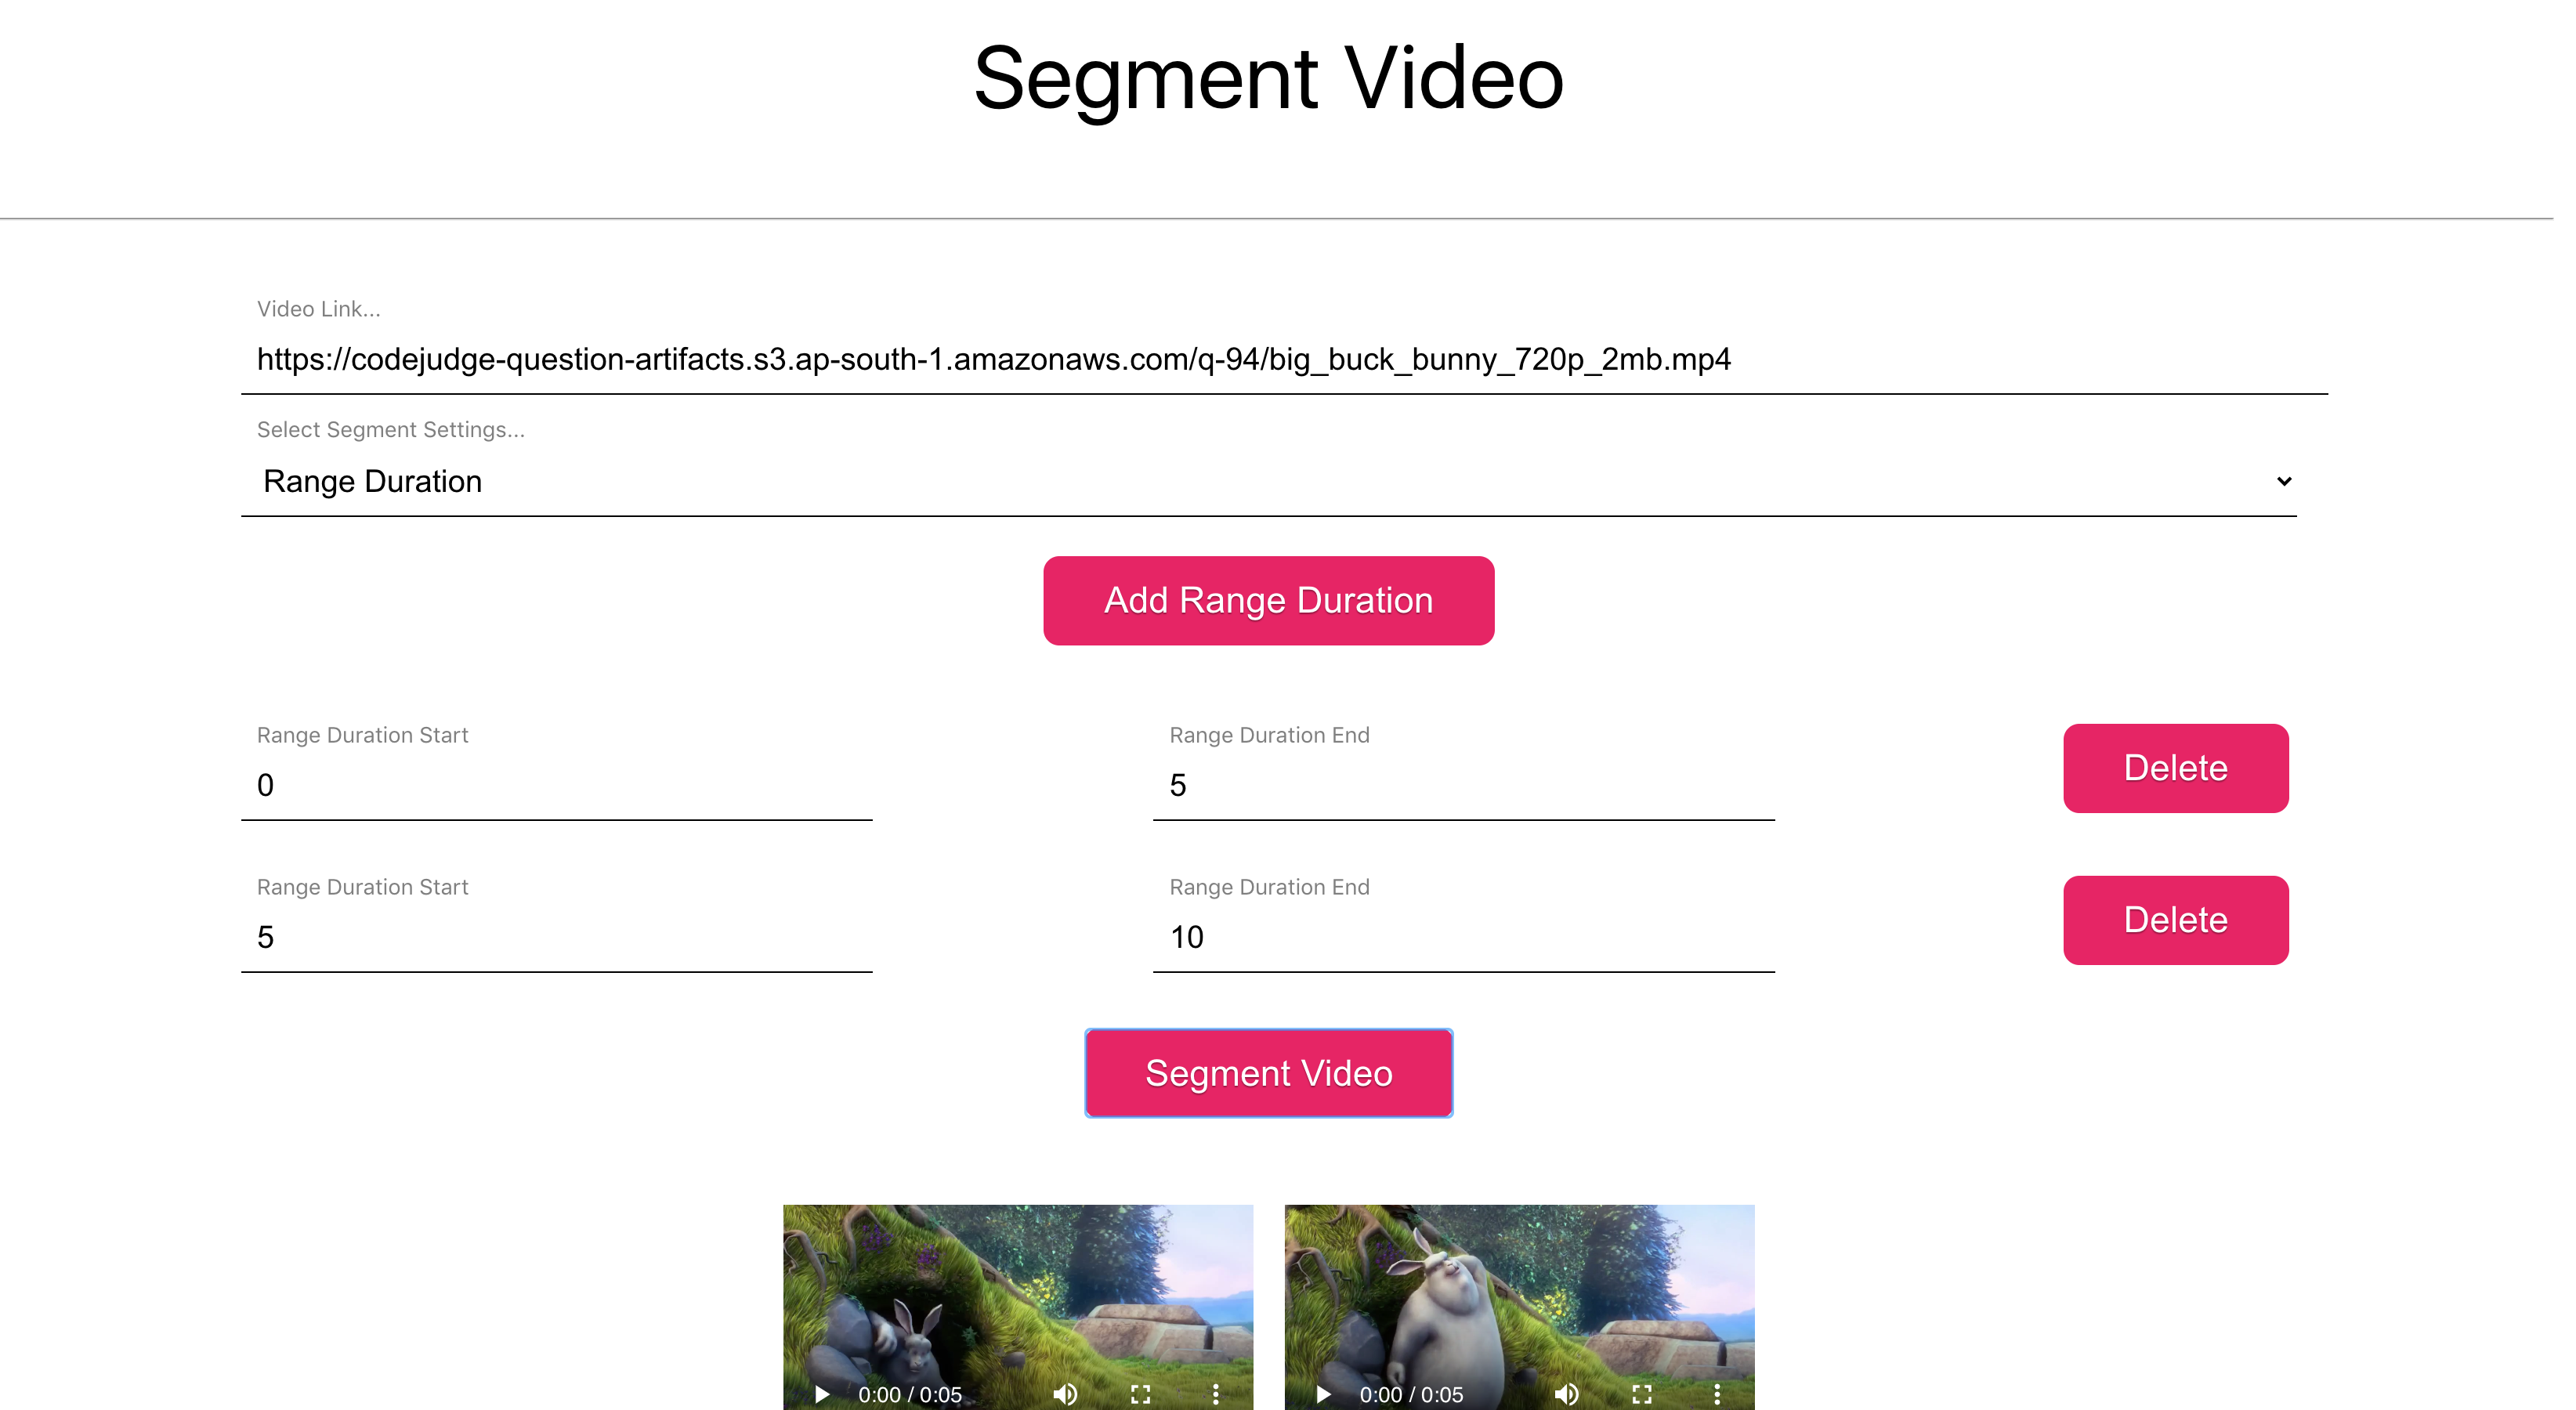 Segment Video
Video Link...
https://codejudge-question-artifacts.s3.ap-south-1.amazonaws.com/q-94/big_buck_bunny_720p_2mb.mp4
Select Segment Settings...
Range Duration
Add Range Duration
Range Duration Start
Range Duration End
0
5
Delete
Range Duration Start
Range Duration End
5
10
Delete
Segment Video
0:00 / 0:05
0:00 / 0:05